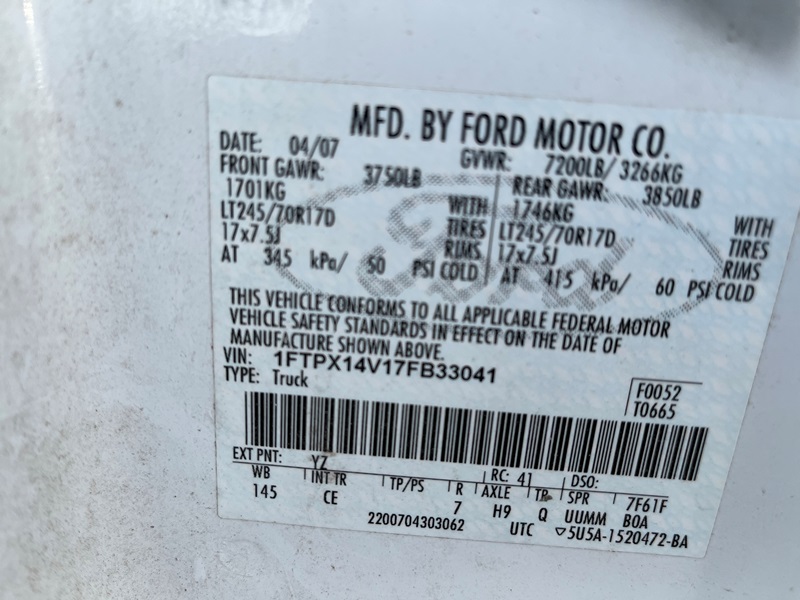 MFD. BY FORD MOTOR CO.
DATE: 04/07 GVWR: 7200LB/ 3266KG
FRONT GAWR: 3750LB REAR GAWR: 3850LB
1701KG WITH 1746KG WITH
LT245/70R17D TIRES LT245/70R17D TIRES
17x7.5J RIMS 17x7.5J RIMS
AT 345 kPa/ 50 PSI COLD AT 415 kPa/ 60 PSI COLD
THIS VEHICLE CONFORMS TO ALL APPLICABLE FEDERAL MOTOR
VEHICLE SAFETY STANDARDS IN EFFECT ON THE DATE OF
MANUFACTURE SHOWN ABOVE.
VIN: 1FTPX14V17FB33041
TYPE: Truck
F0052
T0665
EXT PNT: YZ RC: 41 DSO:
WB INT TR TP/PS R AXLE TR SPR 7F61F
145 CE 7 H9 Q UUMM B0A
2200704303062 UTC ▽5U5A-1520472-BA
Ford